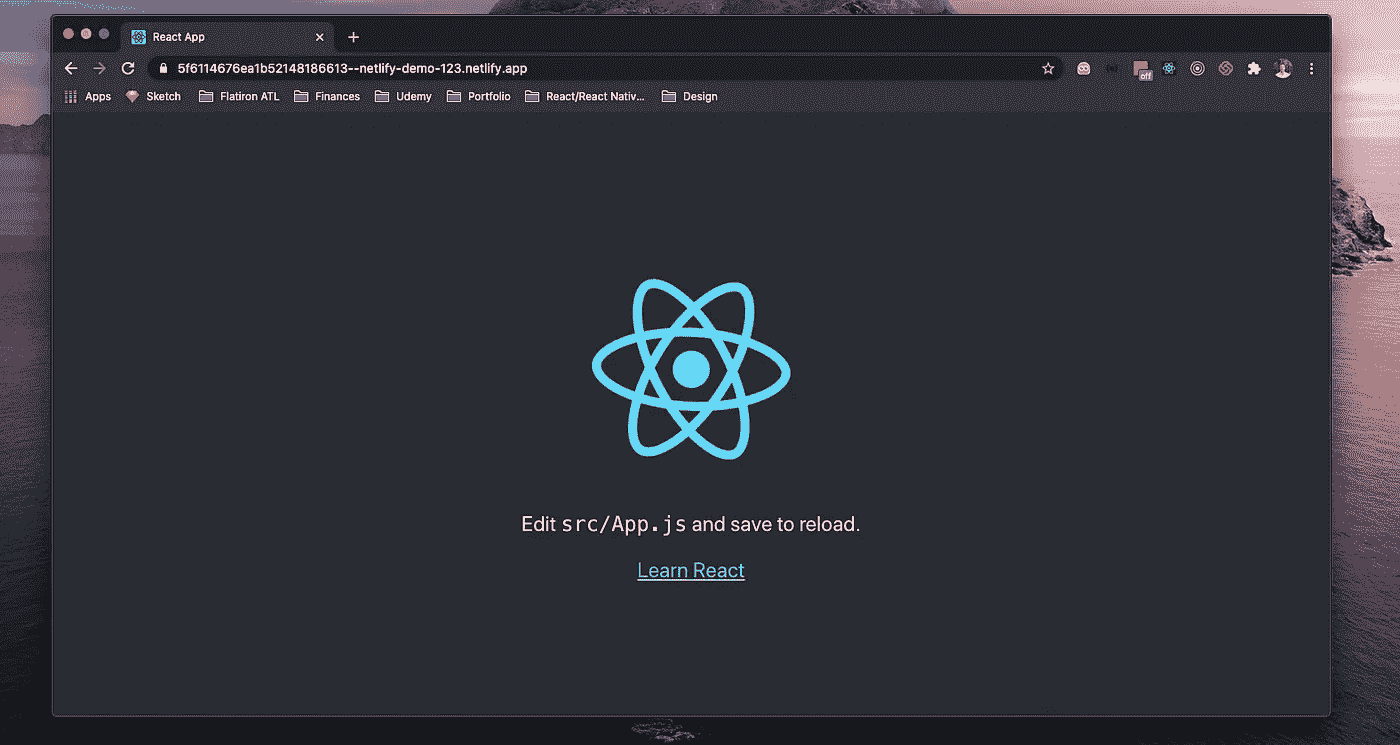 React App
5f6114676ea1b52148186613--netlify-demo-123.netlify.app
off
Apps Sketch Flatiron ATL Finances Udemy Portfolio React/React Nativ... Design
Edit src/App.js and save to reload.
Learn React